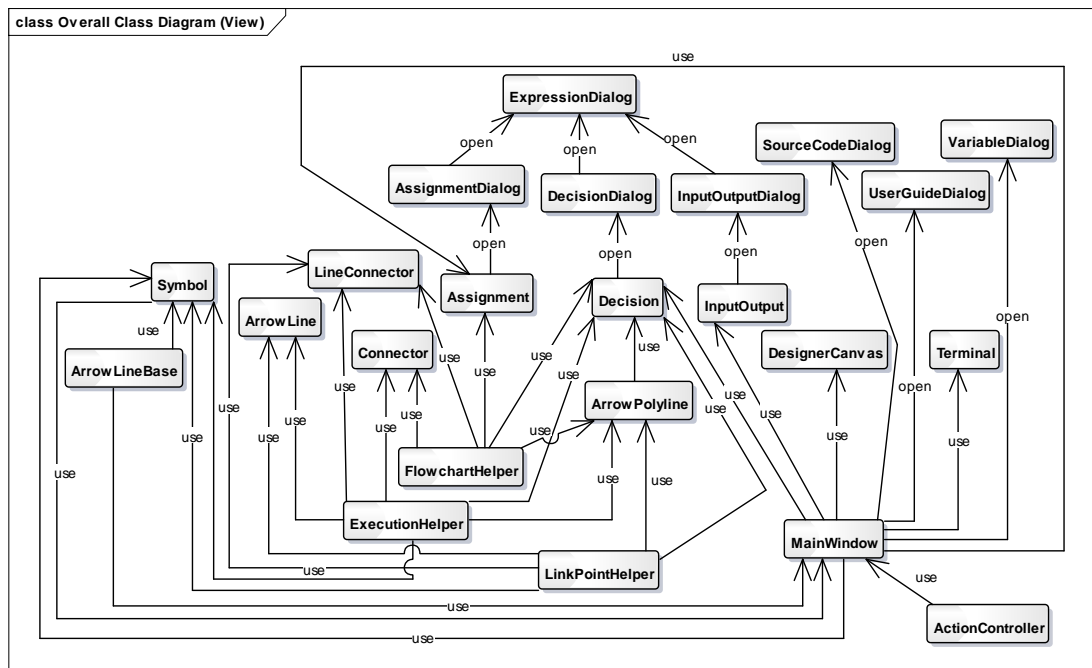 class Overall Class Diagram (View)
use
ExpressionDialog
SourceCodeDialog
VariableDialog
open
open
open
AssignmentDialog
DecisionDialog
InputOutputDialog
UserGuideDialog
open
open
open
open
LineConnector
Symbol
Assignment
Decision
InputOutput
ArrowLine
use
Connector
use
use
use
use
DesignerCanvas
Terminal
open
ArrowLineBase
use
use
use
ArrowPolyline
use
use
use
open
use
use
use
use
use
use
use
use
use
FlowchartHelper
use
use
use
ExecutionHelper
MainWindow
use
use
LinkPointHelper
use
use
use
ActionController
use